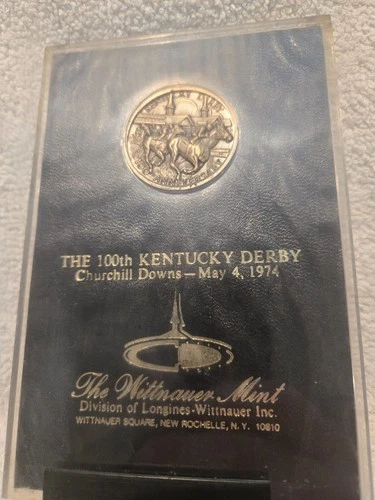 THE 100th KENTUCKY DERBY
Churchill Downs—May 4, 1974
The Wittnauer Mint
Division of Longines-Wittnauer Inc.
WITTNAUER SQUARE, NEW ROCHELLE, N. Y. 10810